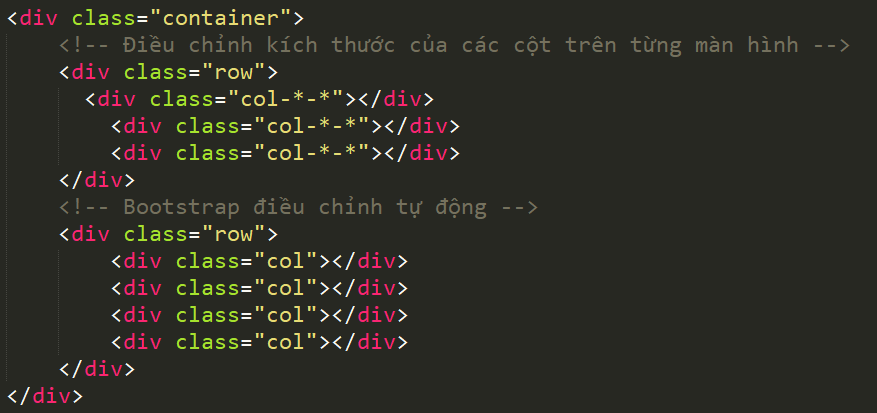 <div class="container">
    <!-- Điều chỉnh kích thước của các cột trên từng màn hình -->
    <div class="row">
      <div class="col-*-*"></div>
        <div class="col-*-*"></div>
        <div class="col-*-*"></div>
    </div>
    <!-- Bootstrap điều chỉnh tự động -->
    <div class="row">
        <div class="col"></div>
        <div class="col"></div>
        <div class="col"></div>
        <div class="col"></div>
    </div>
</div>